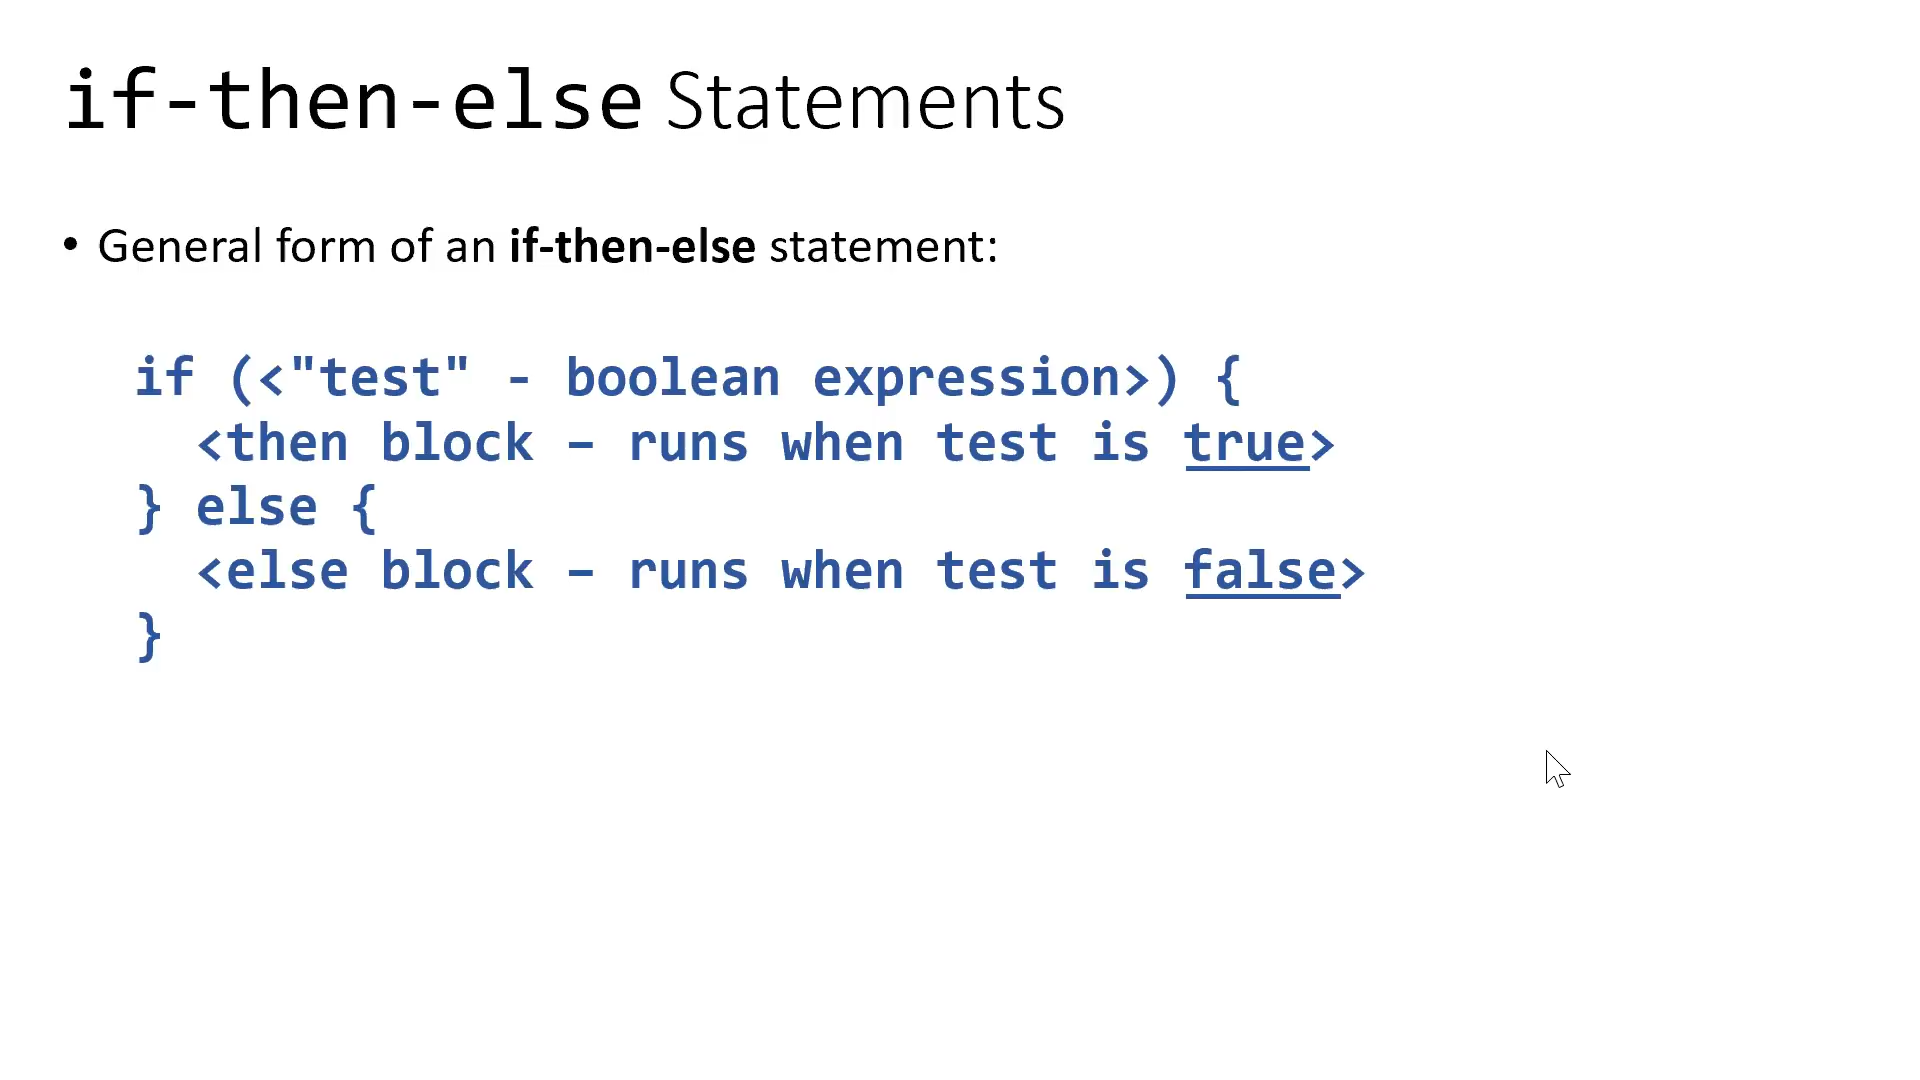 if-then-else Statements
• General form of an if-then-else statement:
if (<"test" - boolean expression>) {
<then block – runs when test is true>
} else {
<else block – runs when test is false>
}